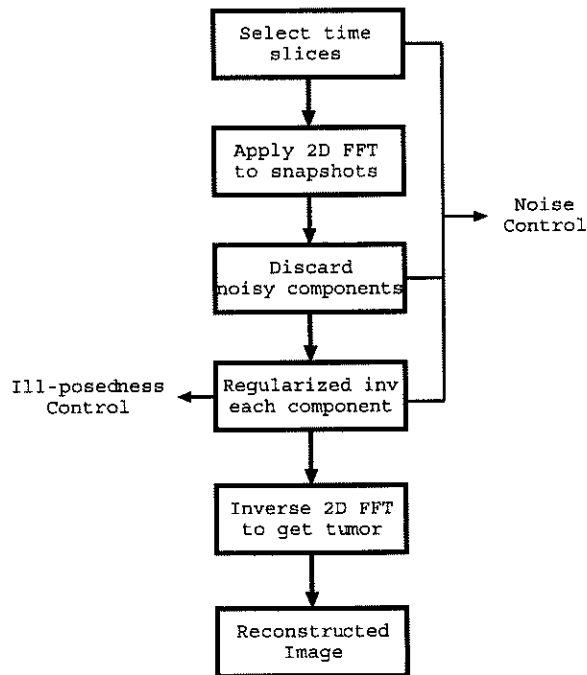 Select time
slices
Apply 2D FFT
to snapshots
Noise
Control
Discard
noisy components
Ill-posedness
Control
Regularized inv
each component
Inverse 2D FFT
to get tumor
Reconstructed
Image